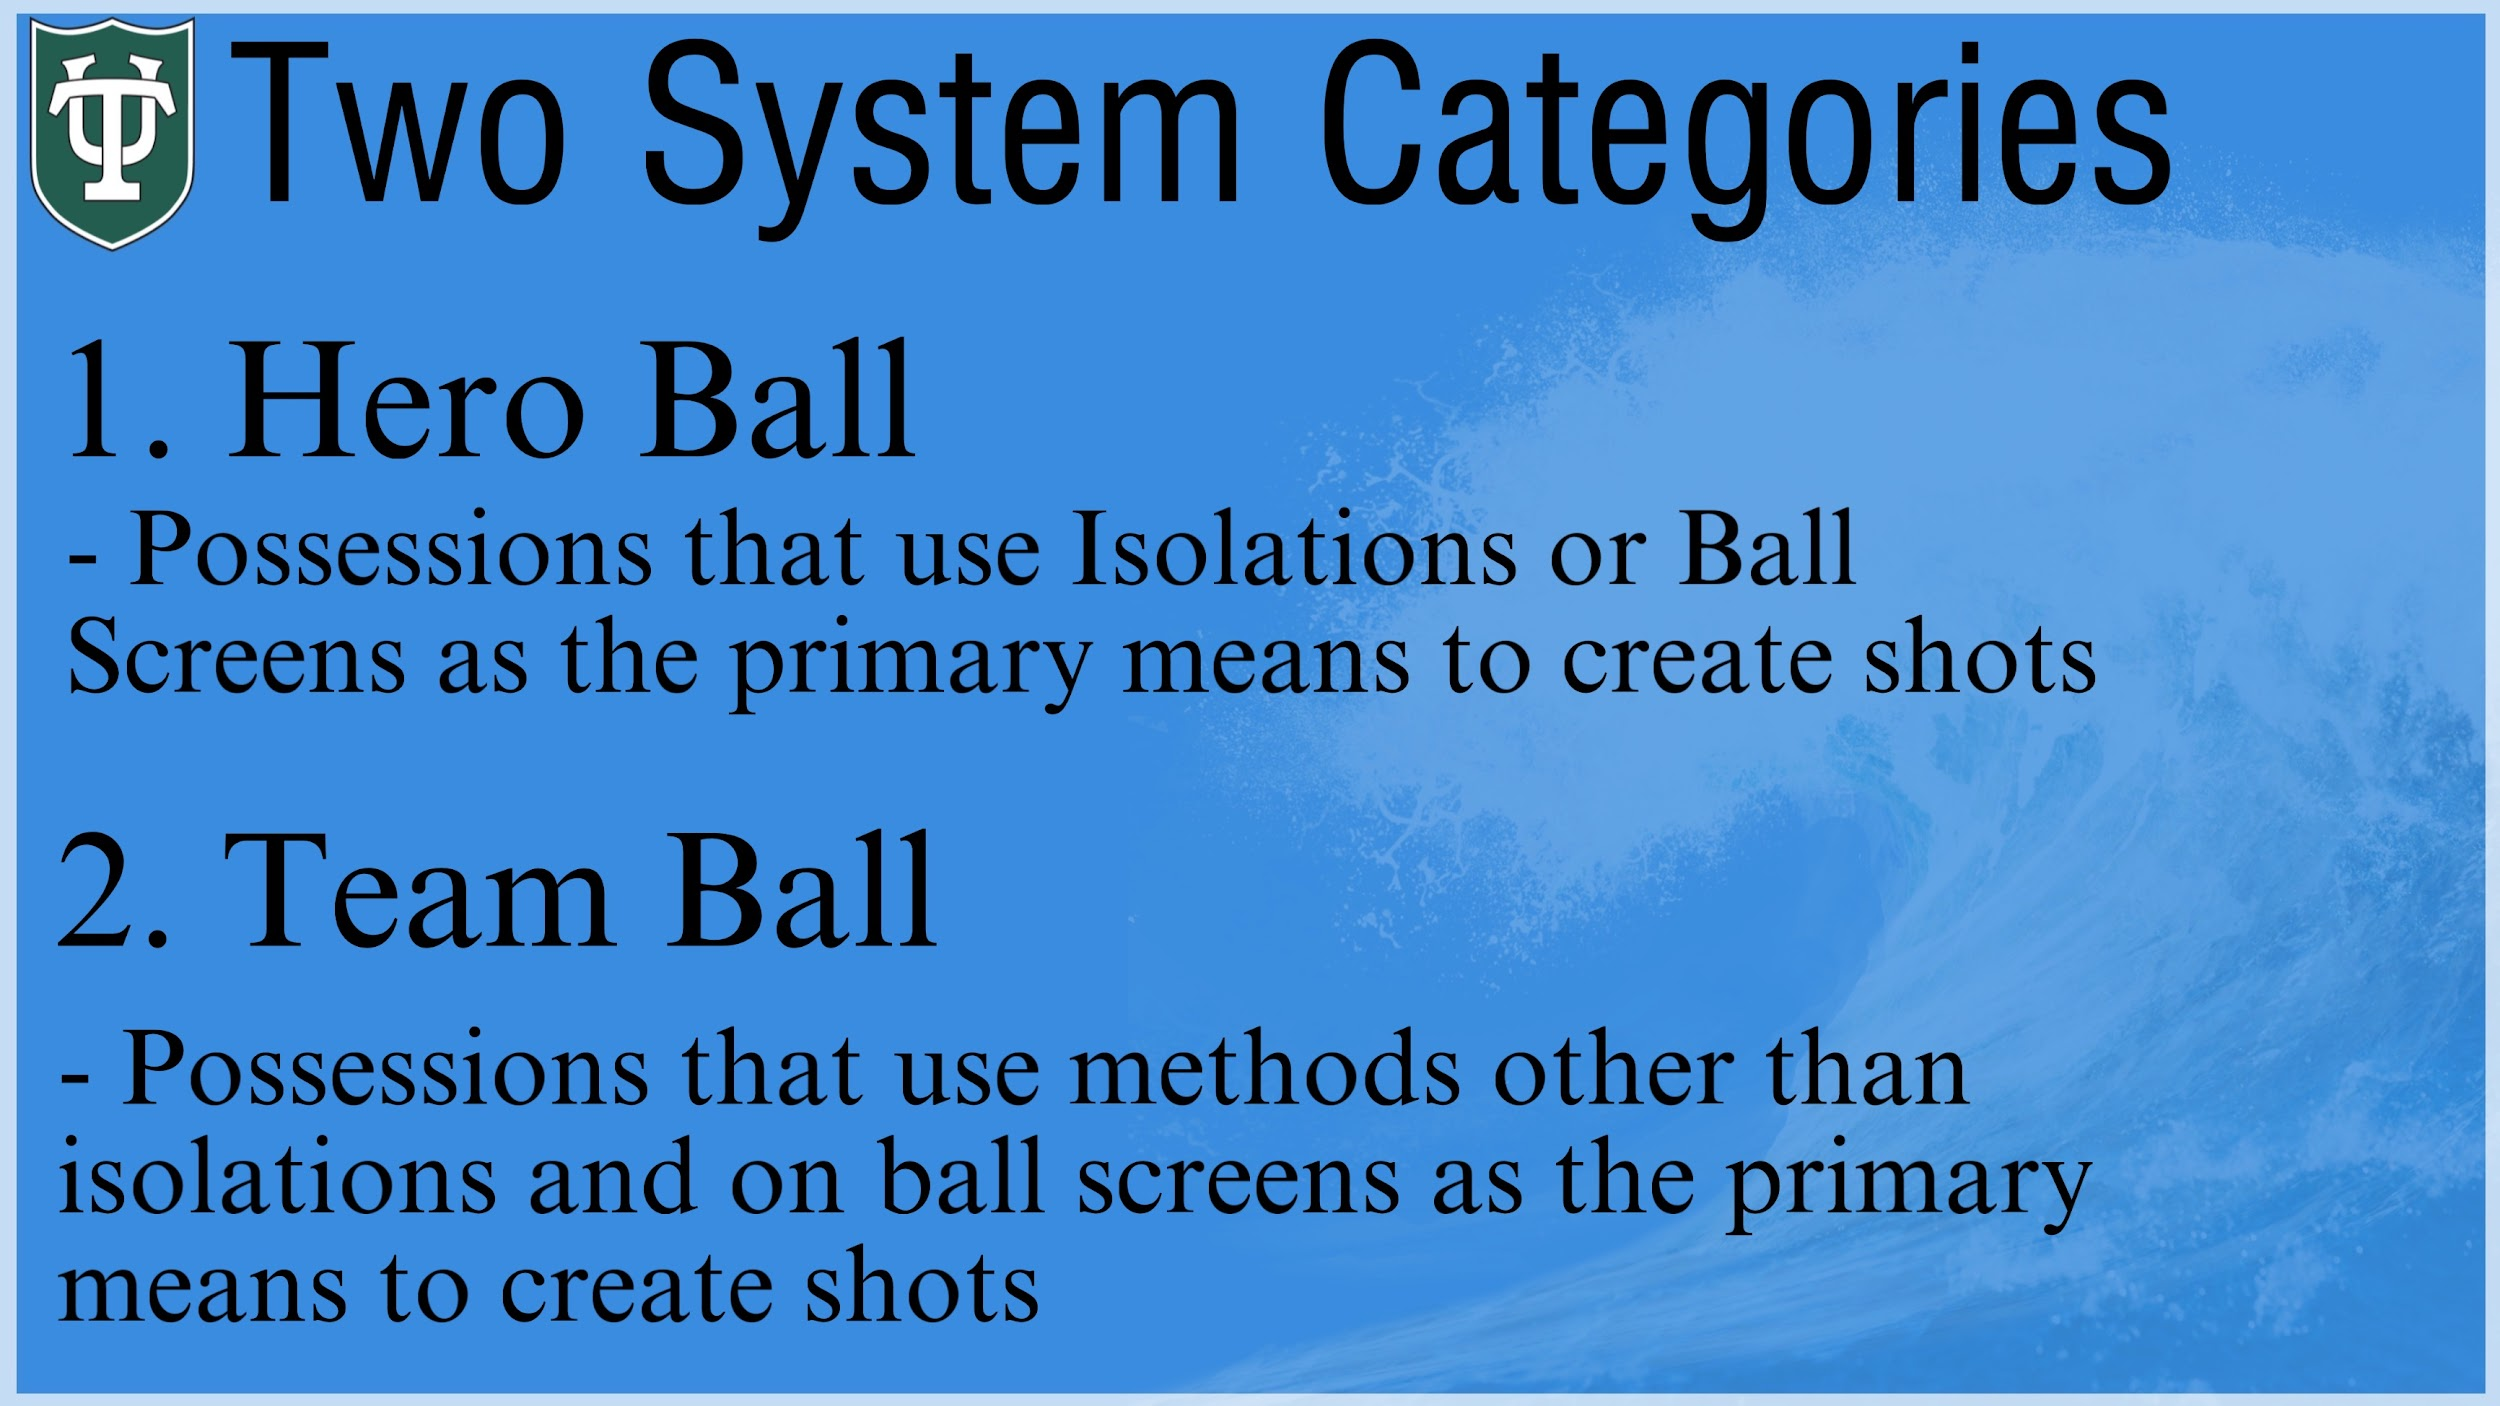 TU
Two System Categories
1. Hero Ball
- Possessions that use Isolations or Ball
Screens as the primary means to create shots
2. Team Ball
- Possessions that use methods other than
isolations and on ball screens as the primary
means to create shots